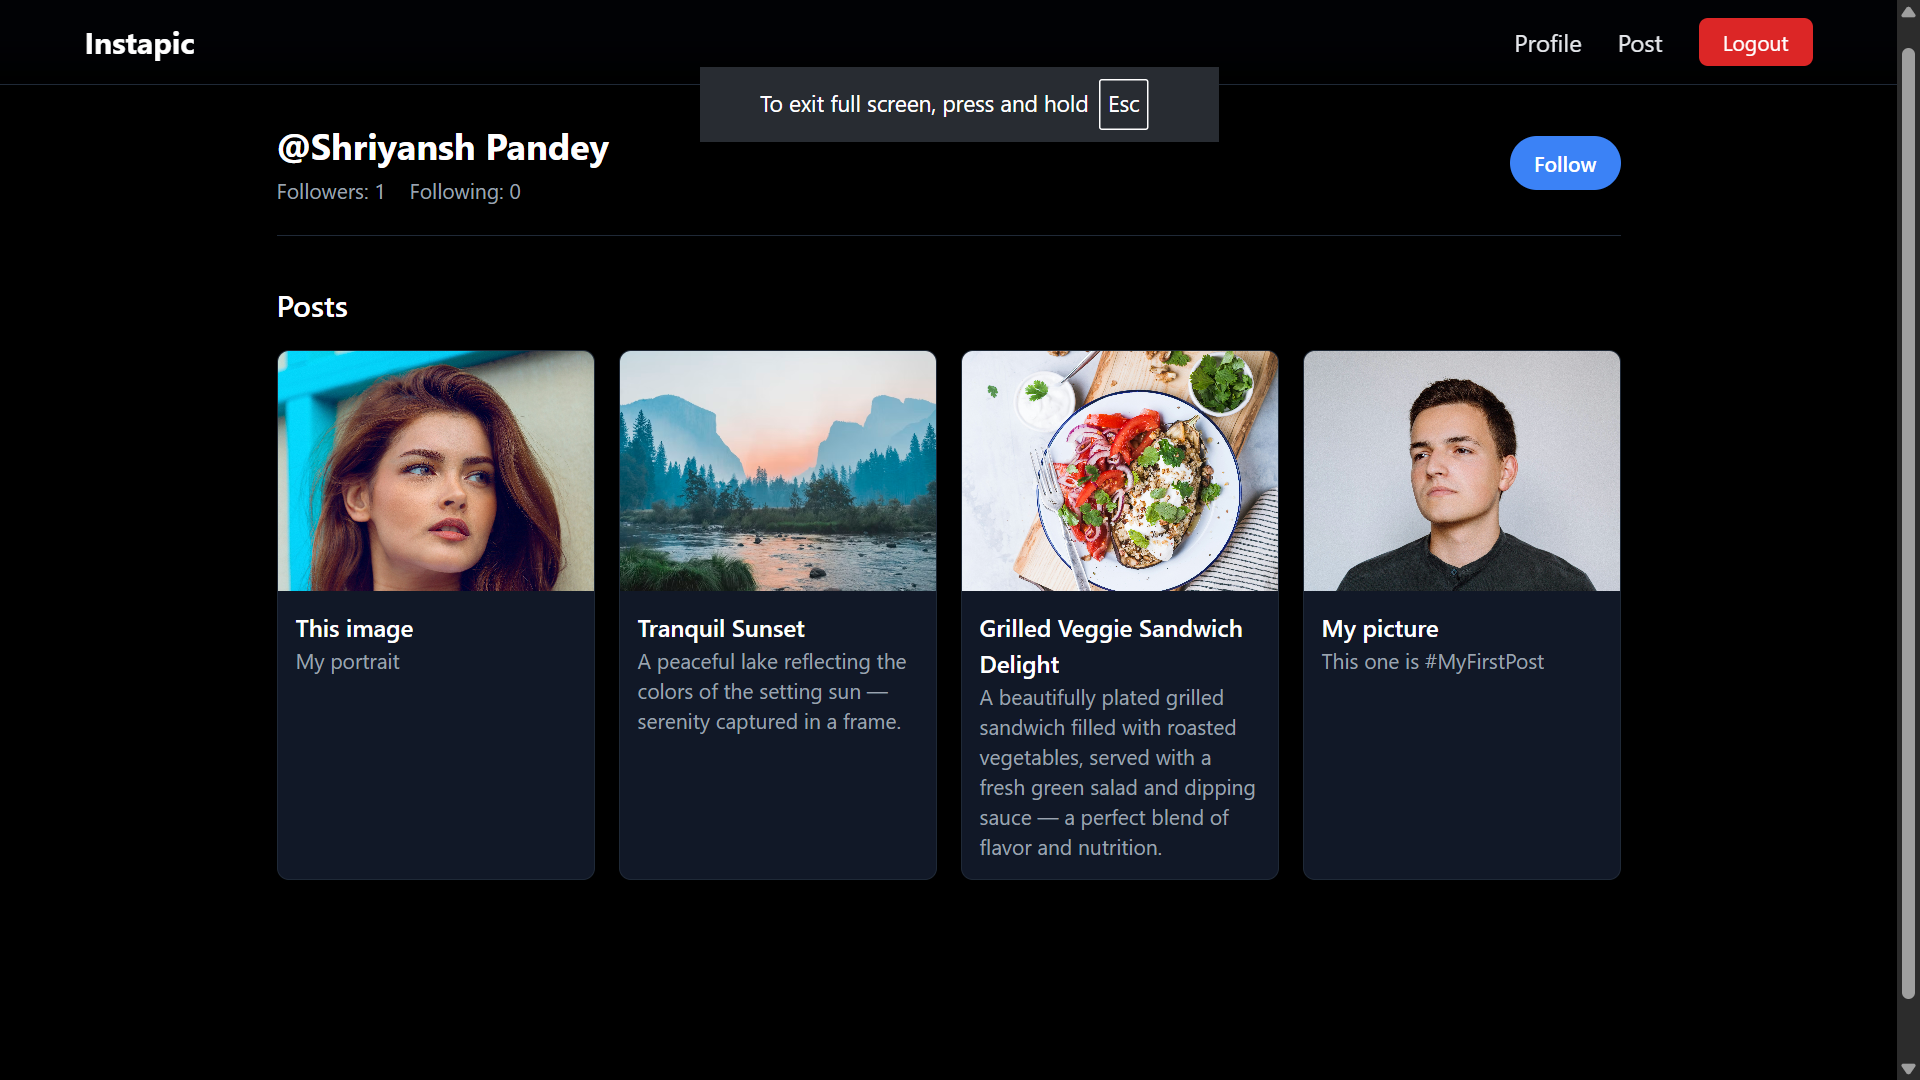 Instapic
Profile
Post
Logout
To exit full screen, press and hold Esc
@Shriyansh Pandey
Followers: 1
Following: 0
Follow
Posts
This image
My portrait
Tranquil Sunset
A peaceful lake reflecting the
colors of the setting sun —
serenity captured in a frame.
Grilled Veggie Sandwich
Delight
A beautifully plated grilled
sandwich filled with roasted
vegetables, served with a
fresh green salad and dipping
sauce — a perfect blend of
flavor and nutrition.
My picture
This one is #MyFirstPost